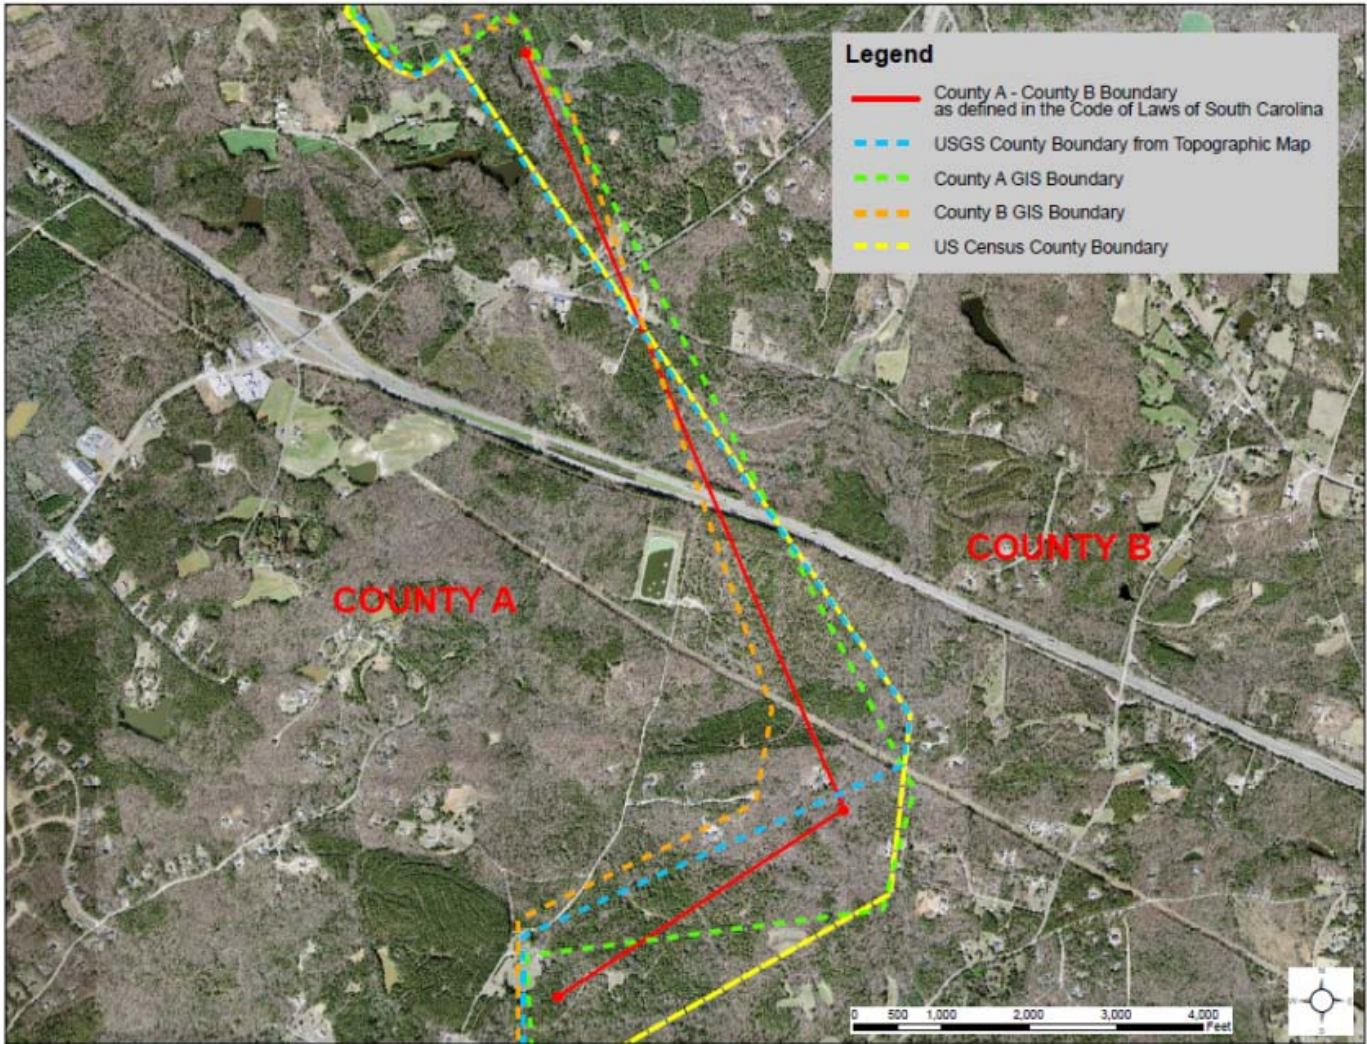 Legend
County A - County B Boundary
as defined in the Code of Laws of South Carolina
USGS County Boundary from Topographic Map
County A GIS Boundary
County B GIS Boundary
US Census County Boundary
COUNTY B
COUNTY A
0 500 1,000 2,000 3,000 4,000
Feet
N
W E
S